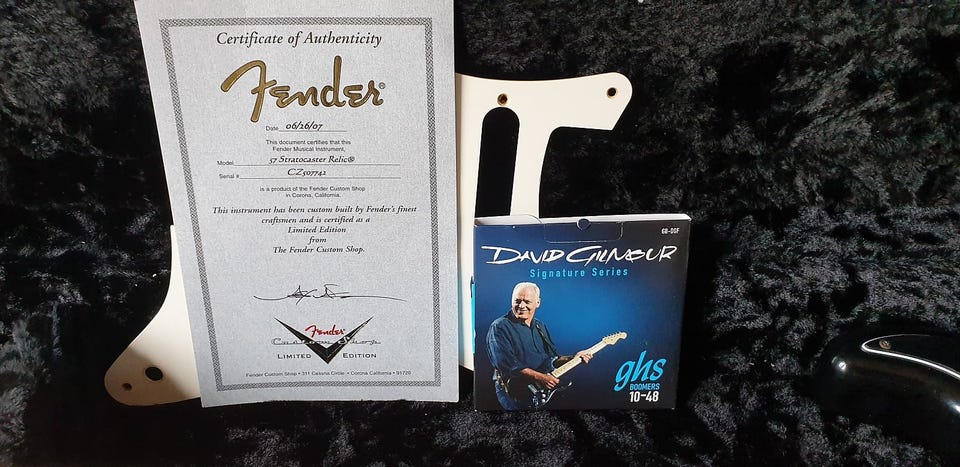 Certificate of Authenticity
Fender®
Date 06/26/07
This document certifies that this
Fender Musical Instrument,
Model 57 Stratocaster Relic®
Serial # CZ507742
is a product of the Fender Custom Shop
in Corona, California.
This instrument has been custom built by Fender's finest
craftsmen and is certified as a
Limited Edition
from
The Fender Custom Shop.
Fender
Custom Shop
LIMITED EDITION
Fender Custom Shop • 311 Cessna Circle • Corona California • 91720
GB-DGF
DAVID GILMOUR
Signature Series
ghs
BOOMERS
10-48